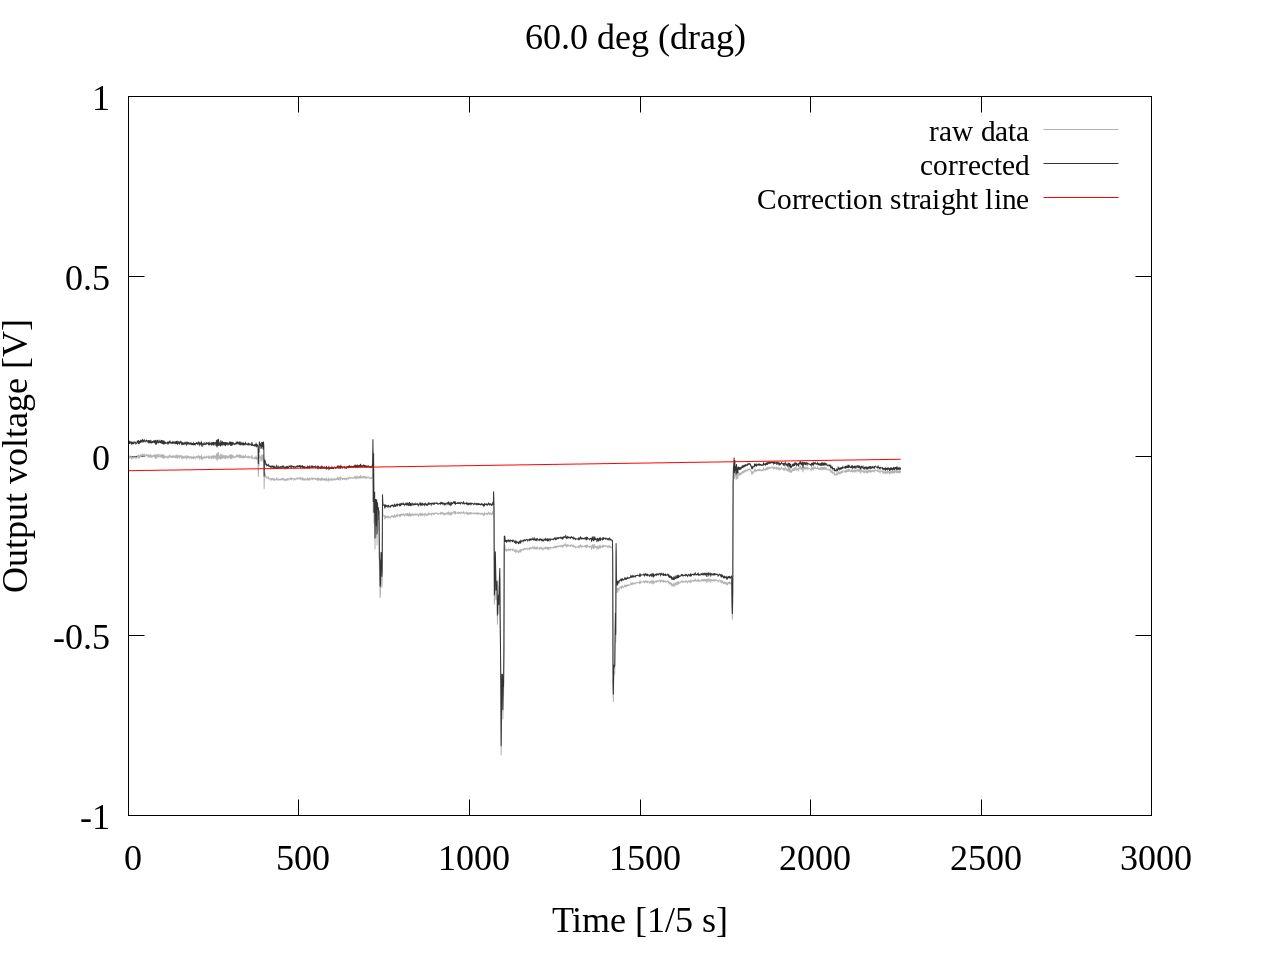 60.0 deg (drag)
1
0.5
0
-0.5
-1
Output voltage [V]
raw data
corrected
Correction straight line
0 500 1000 1500 2000 2500 3000
Time [1/5 s]